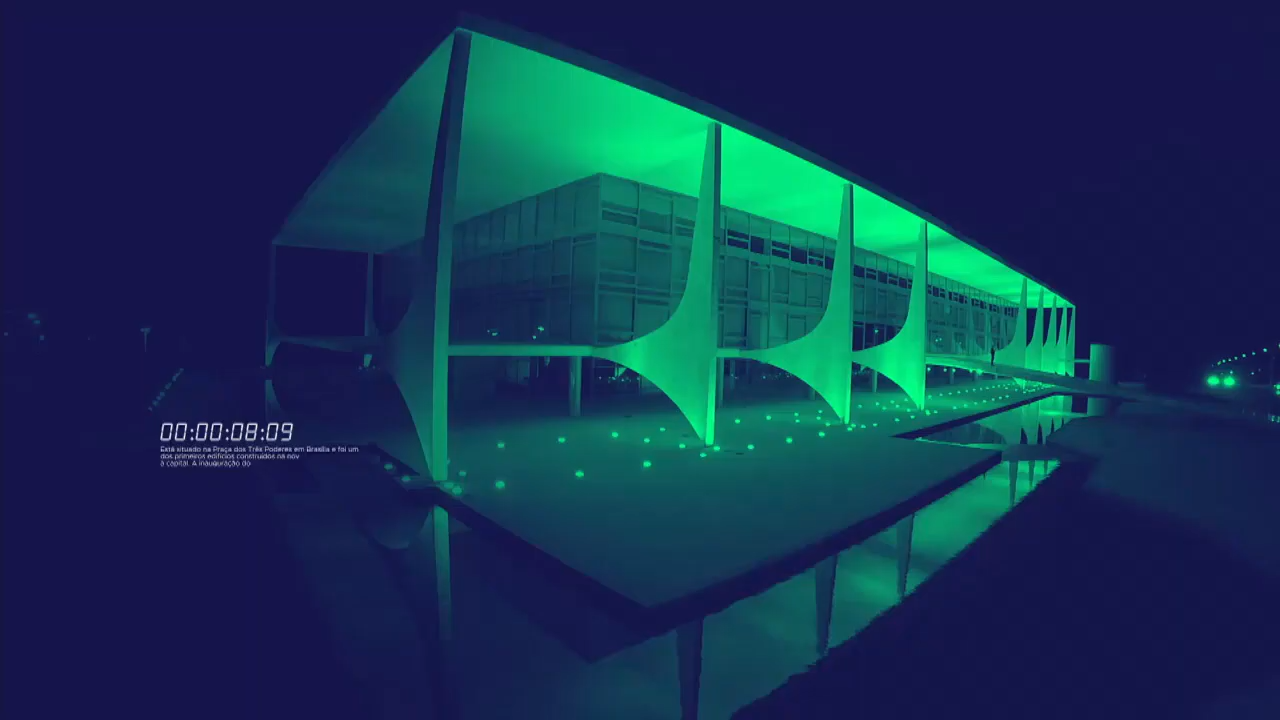 00:00:08:09
Está situado na Praça dos Três Poderes em Brasília e foi um
dos primeiros edifícios construídos na nov
a capital. A inauguração do